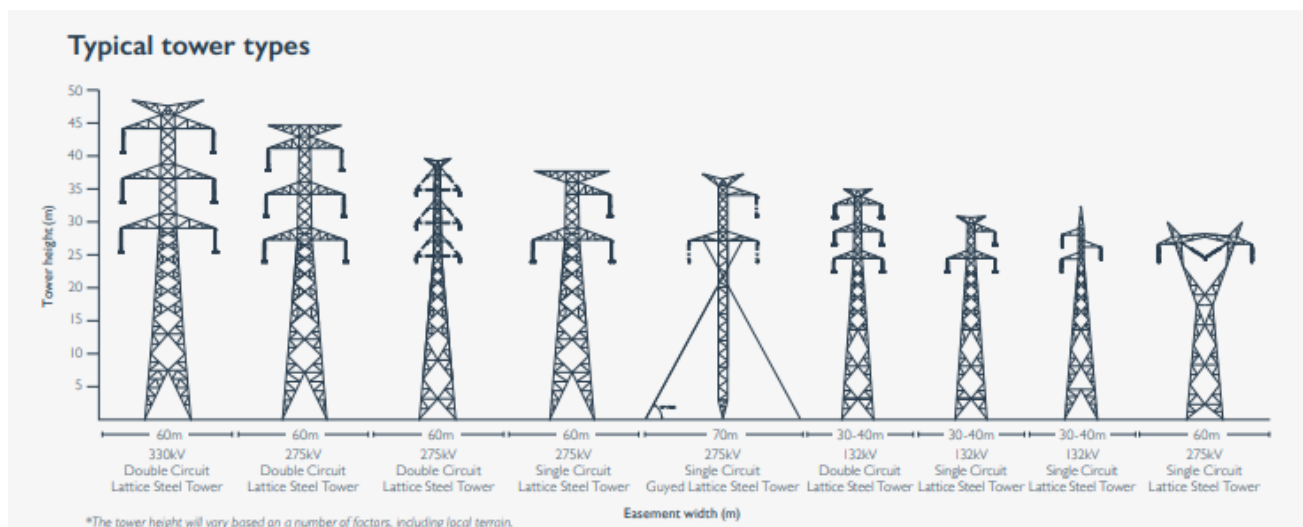 Typical tower types
Tower height (m)
50
45
40
35
30
25
20
15
10
5
60m 60m 60m 60m 70m 30-40m 30-40m 30-40m 60m
330kV 275kV 275kV 275kV 275kV 132kV 132kV 132kV 275kV
Double Circuit Double Circuit Double Circuit Single Circuit Single Circuit Double Circuit Single Circuit Single Circuit Single Circuit
Lattice Steel Tower Lattice Steel Tower Lattice Steel Tower Lattice Steel Tower Guyed Lattice Steel Tower Lattice Steel Tower Lattice Steel Tower Lattice Steel Tower Lattice Steel Tower
Easement width (m)
*The tower height will vary based on a number of factors, including local terrain.